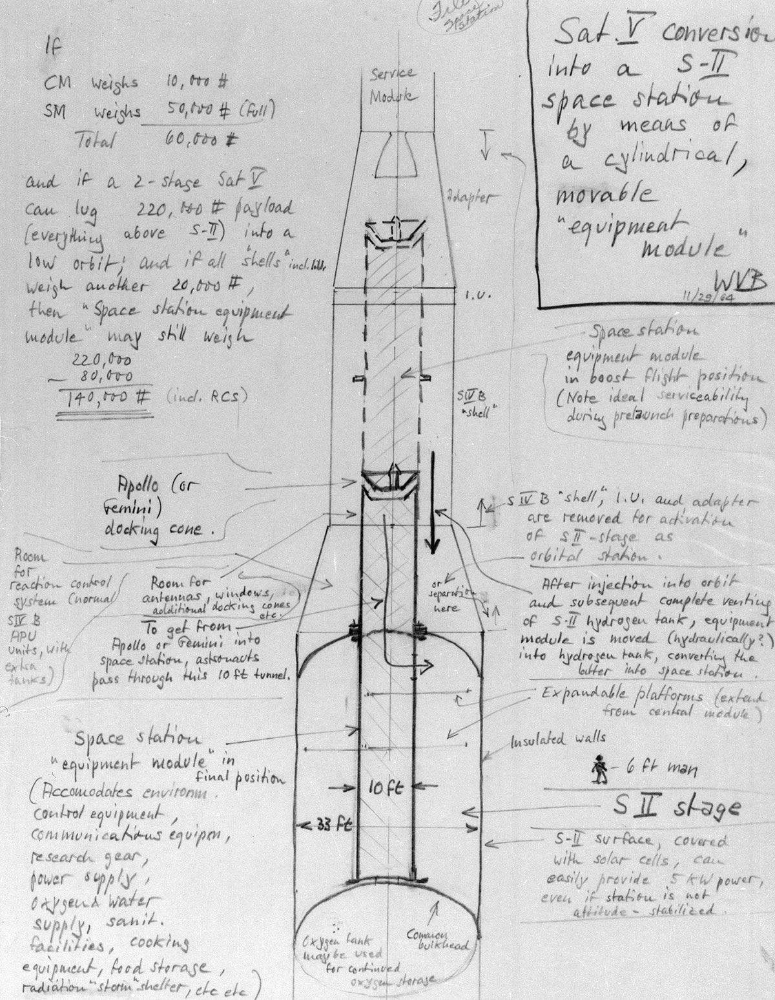 File
Space
Station
Sat. V conversion
into a S-II
space station
by means of
a cylindrical,
movable
"equipment
module"
WVB
11/29/64
If
CM weighs 10,000 #
SM weighs 50,000 # (full)
Total 60,000 #
and if a 2-stage Sat V
can lug 220,000 # payload
(everything above S-II) into a
low orbit; and if all "shells" incl.
weigh another 20,000 #,
then "Space station equipment
module" may still weigh
220,000
- 80,000
140,000 # (incl. RCS)
Service
Module
Adapter
I.U.
SIVB
"shell"
Space station
equipment module
in boost flight position
(Note ideal serviceability
during prelaunch preparations)
Apollo (or
Gemini)
docking cone.
SIVB "shell", I.U. and adapter
are removed for activation
of SII-stage as
orbital station.
Room
for
reaction control
system (normal
SIVB
APU
units, with
extra
tanks)
Room for
antennas, windows,
additional docking cones
etc.
To get from
Apollo or Gemini into
space station, astronauts
pass through this 10 ft tunnel.
or
separation
here
After injection into orbit
and subsequent complete venting
of S-II hydrogen tank, equipment
module is moved (hydraulically?)
into hydrogen tank, converting the
latter into space station.
Expandable platforms (extend
from central module)
Insulated walls
6 ft man
SII stage
S-II surface, covered
with solar cells, can
easily provide 5 KW power,
even if station is not
attitude-stabilized.
Space station
"equipment module" in
final position
(Accomodates environm.
control equipment,
communications equipm,
research gear,
power supply,
oxygen & water
supply, sanit.
facilities, cooking
equipment, food storage,
radiation "storm" shelter, etc etc)
10 ft
33 ft
Oxygen tank
may be used
for continued
oxygen storage
Common
bulkhead